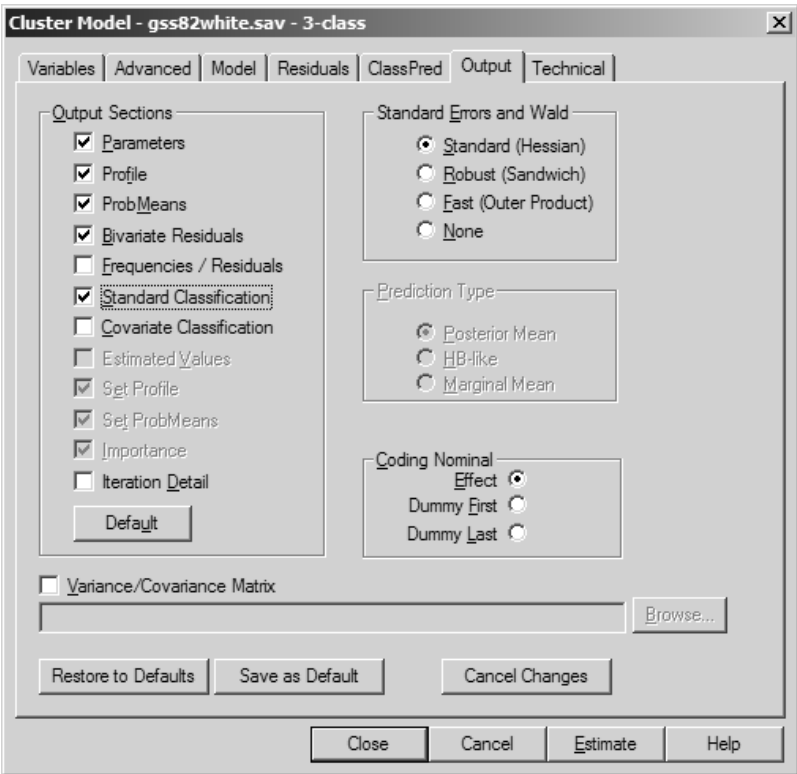 Cluster Model - gss82white.sav - 3-class
Variables Advanced Model Residuals ClassPred Output Technical
Output Sections
Parameters
Profile
ProbMeans
Bivariate Residuals
Frequencies / Residuals
Standard Classification
Covariate Classification
Estimated Values
Set Profile
Set ProbMeans
Importance
Iteration Detail
Default
Standard Errors and Wald
Standard (Hessian)
Robust (Sandwich)
Fast (Outer Product)
None
Prediction Type
Posterior Mean
HB-like
Marginal Mean
Coding Nominal
Effect
Dummy First
Dummy Last
Variance/Covariance Matrix
Browse...
Restore to Defaults Save as Default Cancel Changes
Close Cancel Estimate Help